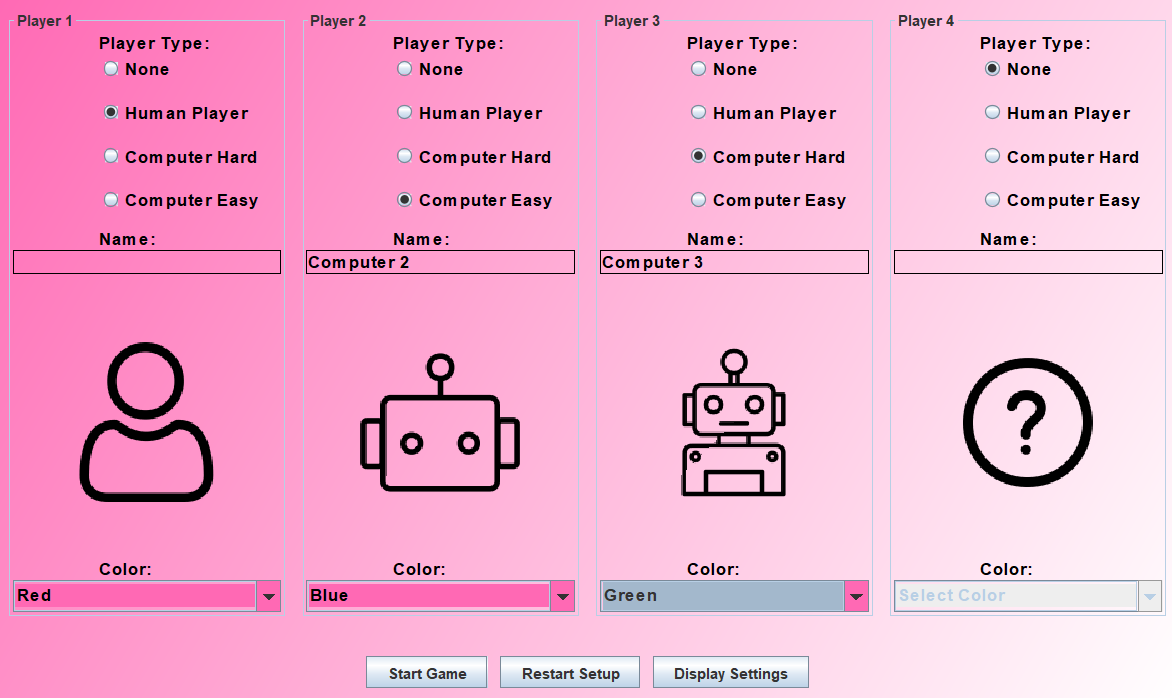 Player 1
Player Type:
None
Human Player
Computer Hard
Computer Easy
Name:
Color:
Red
Player 2
Player Type:
None
Human Player
Computer Hard
Computer Easy
Name:
Computer 2
Color:
Blue
Player 3
Player Type:
None
Human Player
Computer Hard
Computer Easy
Name:
Computer 3
Color:
Green
Player 4
Player Type:
None
Human Player
Computer Hard
Computer Easy
Name:
?
Color:
Select Color
Start Game
Restart Setup
Display Settings